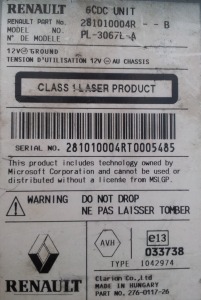 RENAULT 6CDC UNIT
RENAULT PART No. 281010004R - - B
MODEL No.
N° DE MODELE PL-3067L-A
12V⎓ GROUND
TENSION D'UTILISATION 12V⎓ AU CHASSIS
CLASS 1 LASER PRODUCT
SERIAL NO. 281010004RT0005485
This product includes technology owned by
Microsoft Corporation and cannot be used or
distributed without a license from MSLGP.
WARNING DO NOT DROP
NE PAS LAISSER TOMBER
AVH
e13
033738
TYPE 1042974
RENAULT
Clarion Co.,Ltd
MADE IN HUNGARY
PART No. 276-0117-26